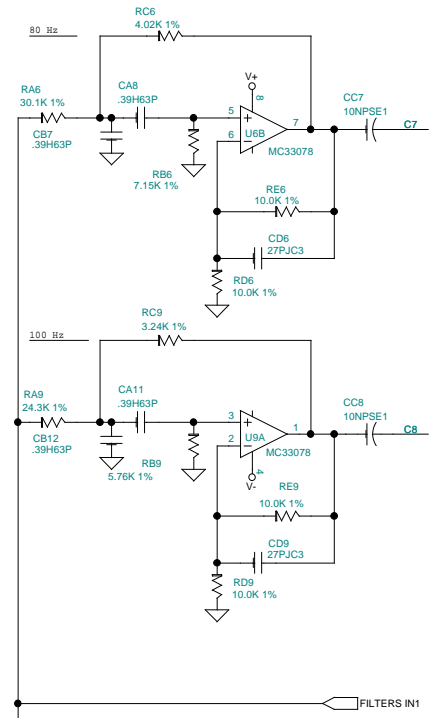 RC6
4.02K 1%
80 Hz
RA6
30.1K 1%
CA8
.39H63P
V+
8
CC7
10NPSE1
C7
5
7
6
U6B
CB7
.39H63P
MC33078
RB6
7.15K 1%
RE6
10.0K 1%
CD6
27PJC3
RD6
10.0K 1%
RC9
3.24K 1%
100 Hz
RA9
24.3K 1%
CA11
.39H63P
CC8
10NPSE1
C8
3
1
2
U9A
CB12
.39H63P
MC33078
4
V-
RB9
5.76K 1%
RE9
10.0K 1%
CD9
27PJC3
RD9
10.0K 1%
FILTERS IN1